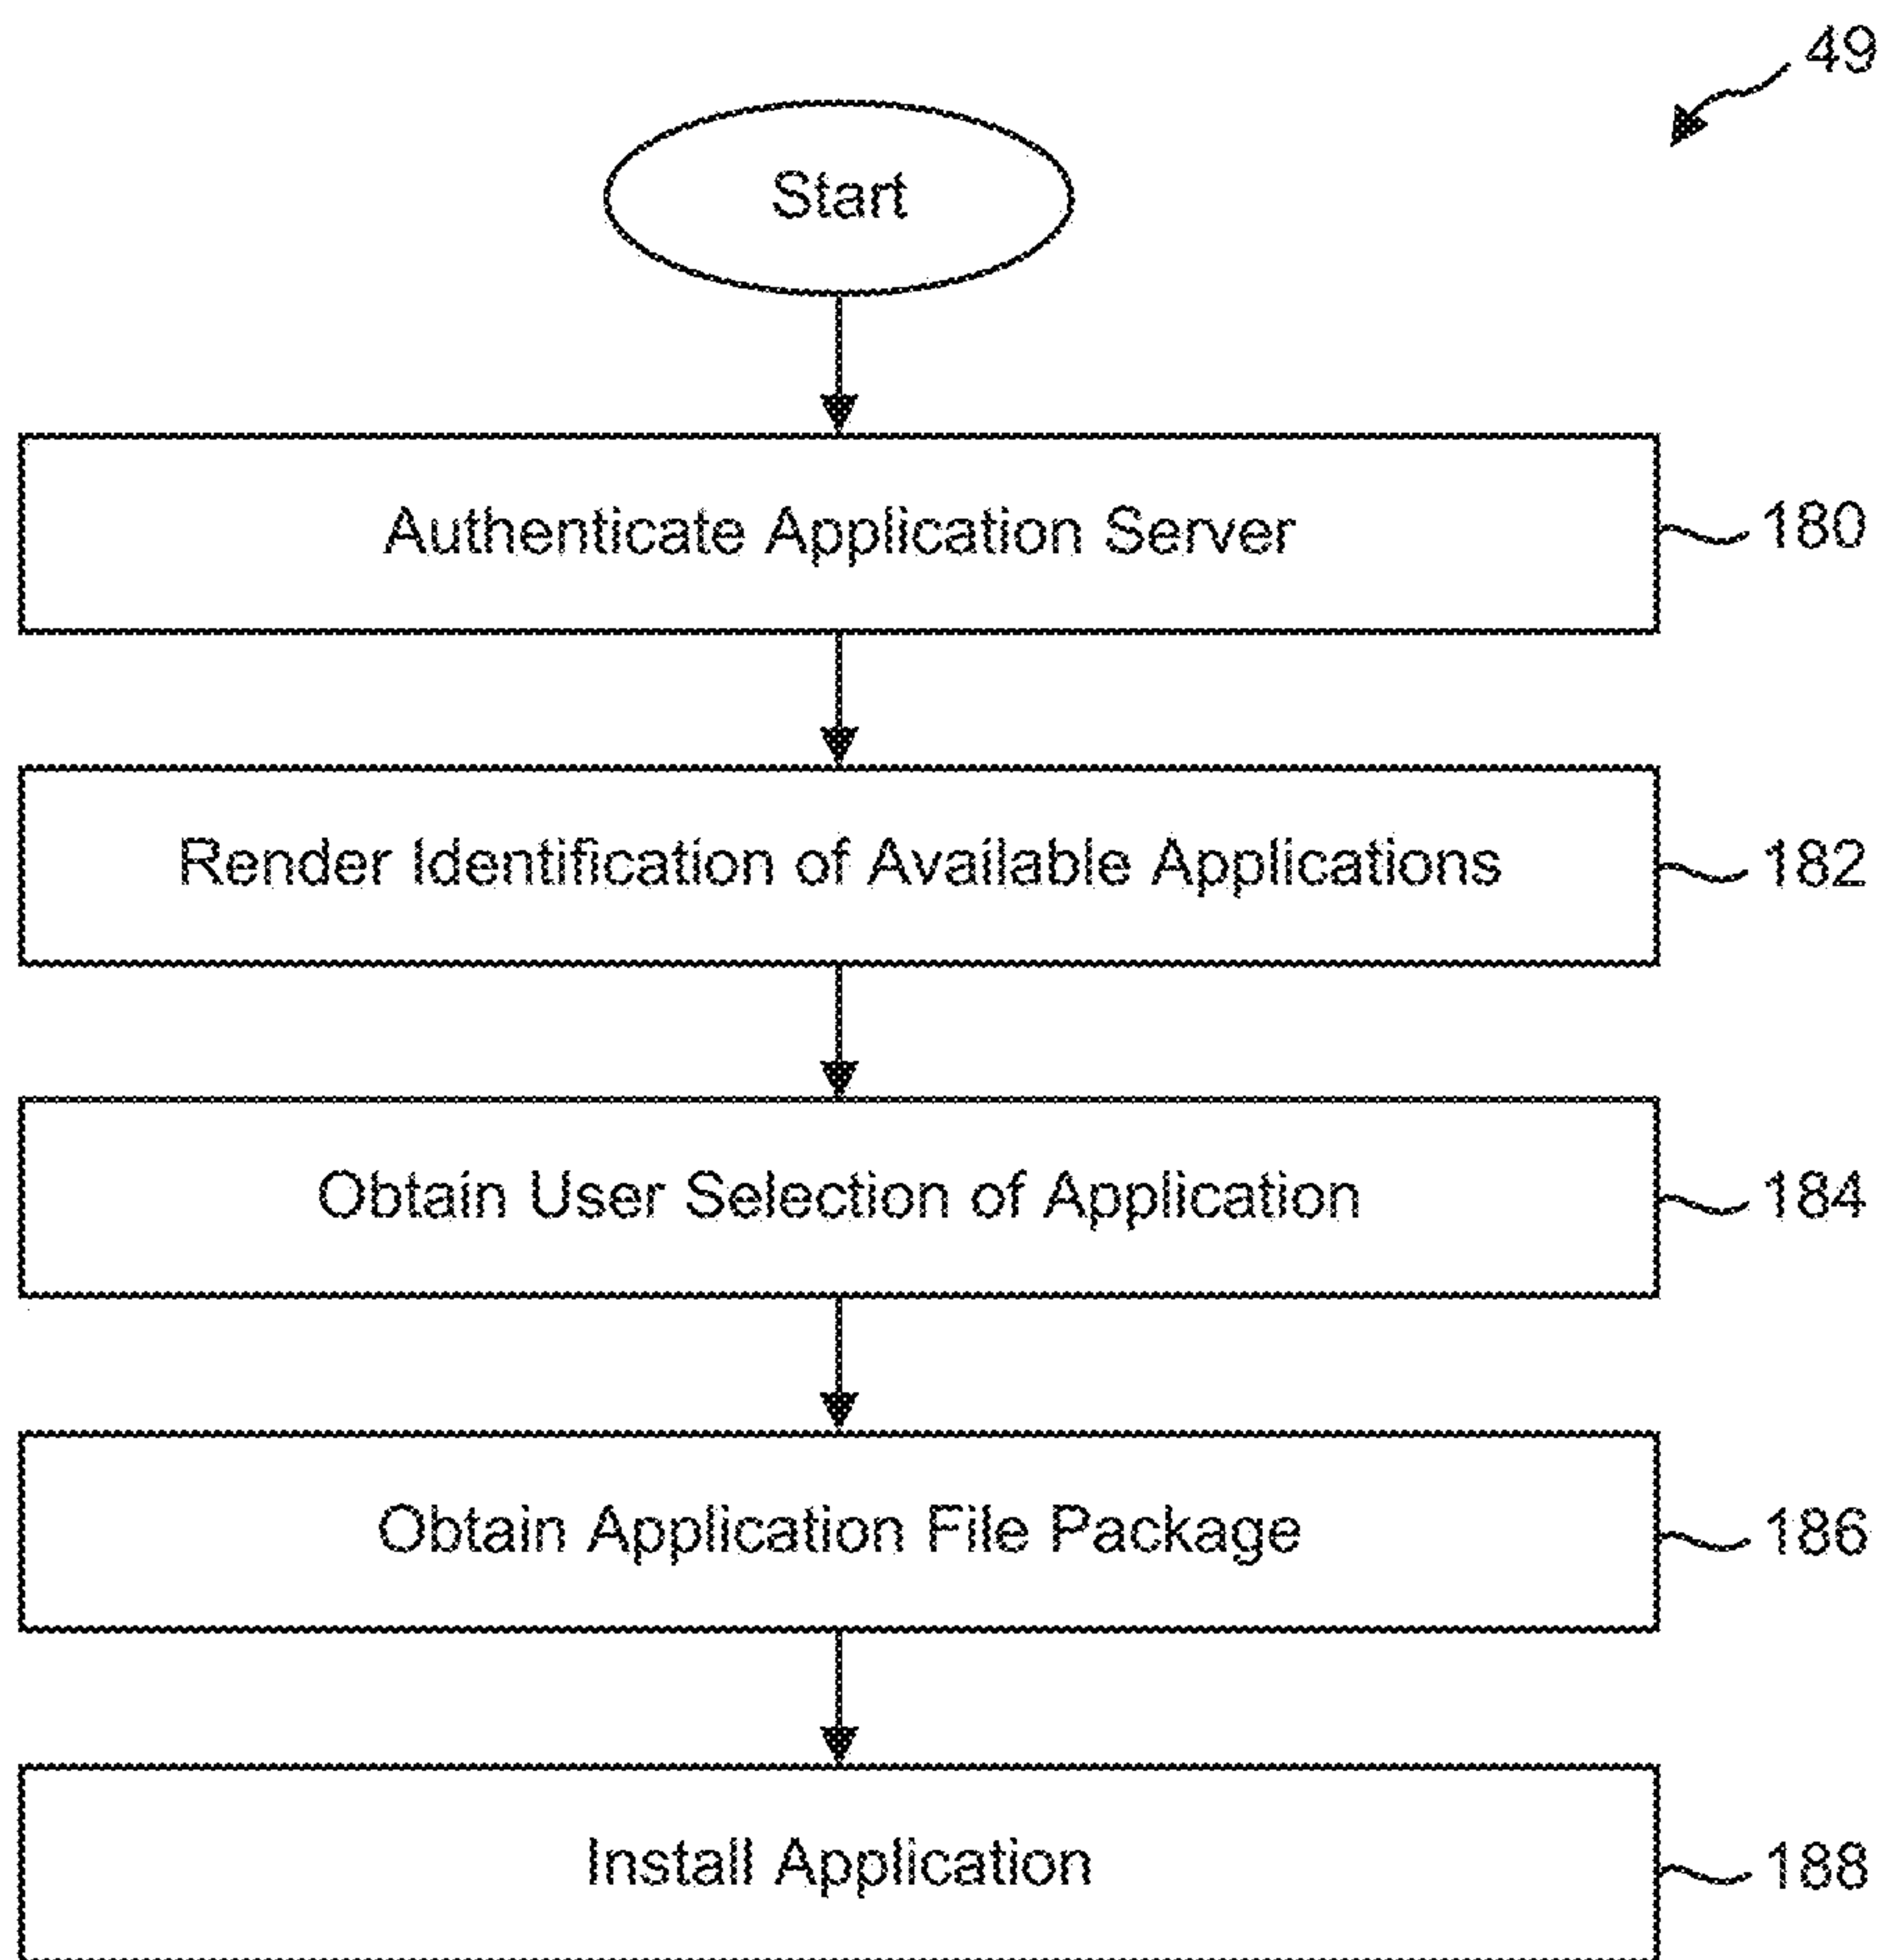 49
Start
Authenticate Application Server
180
Render Identification of Available Applications
182
Obtain User Selection of Application
184
Obtain Application File Package
186
Install Application
188